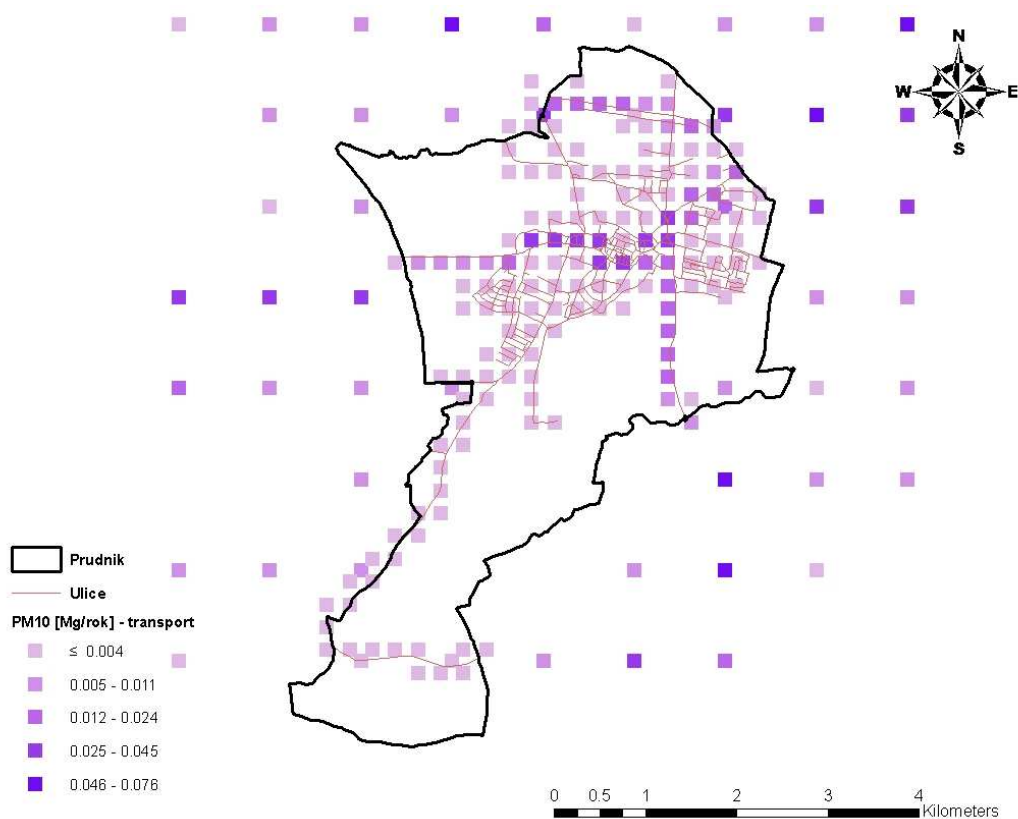 N
W E
S
Prudnik
Ulice
PM10 [Mg/rok] - transport
≤ 0.004
0.005 - 0.011
0.012 - 0.024
0.025 - 0.045
0.046 - 0.076
0 0.5 1 2 3 4
Kilometers